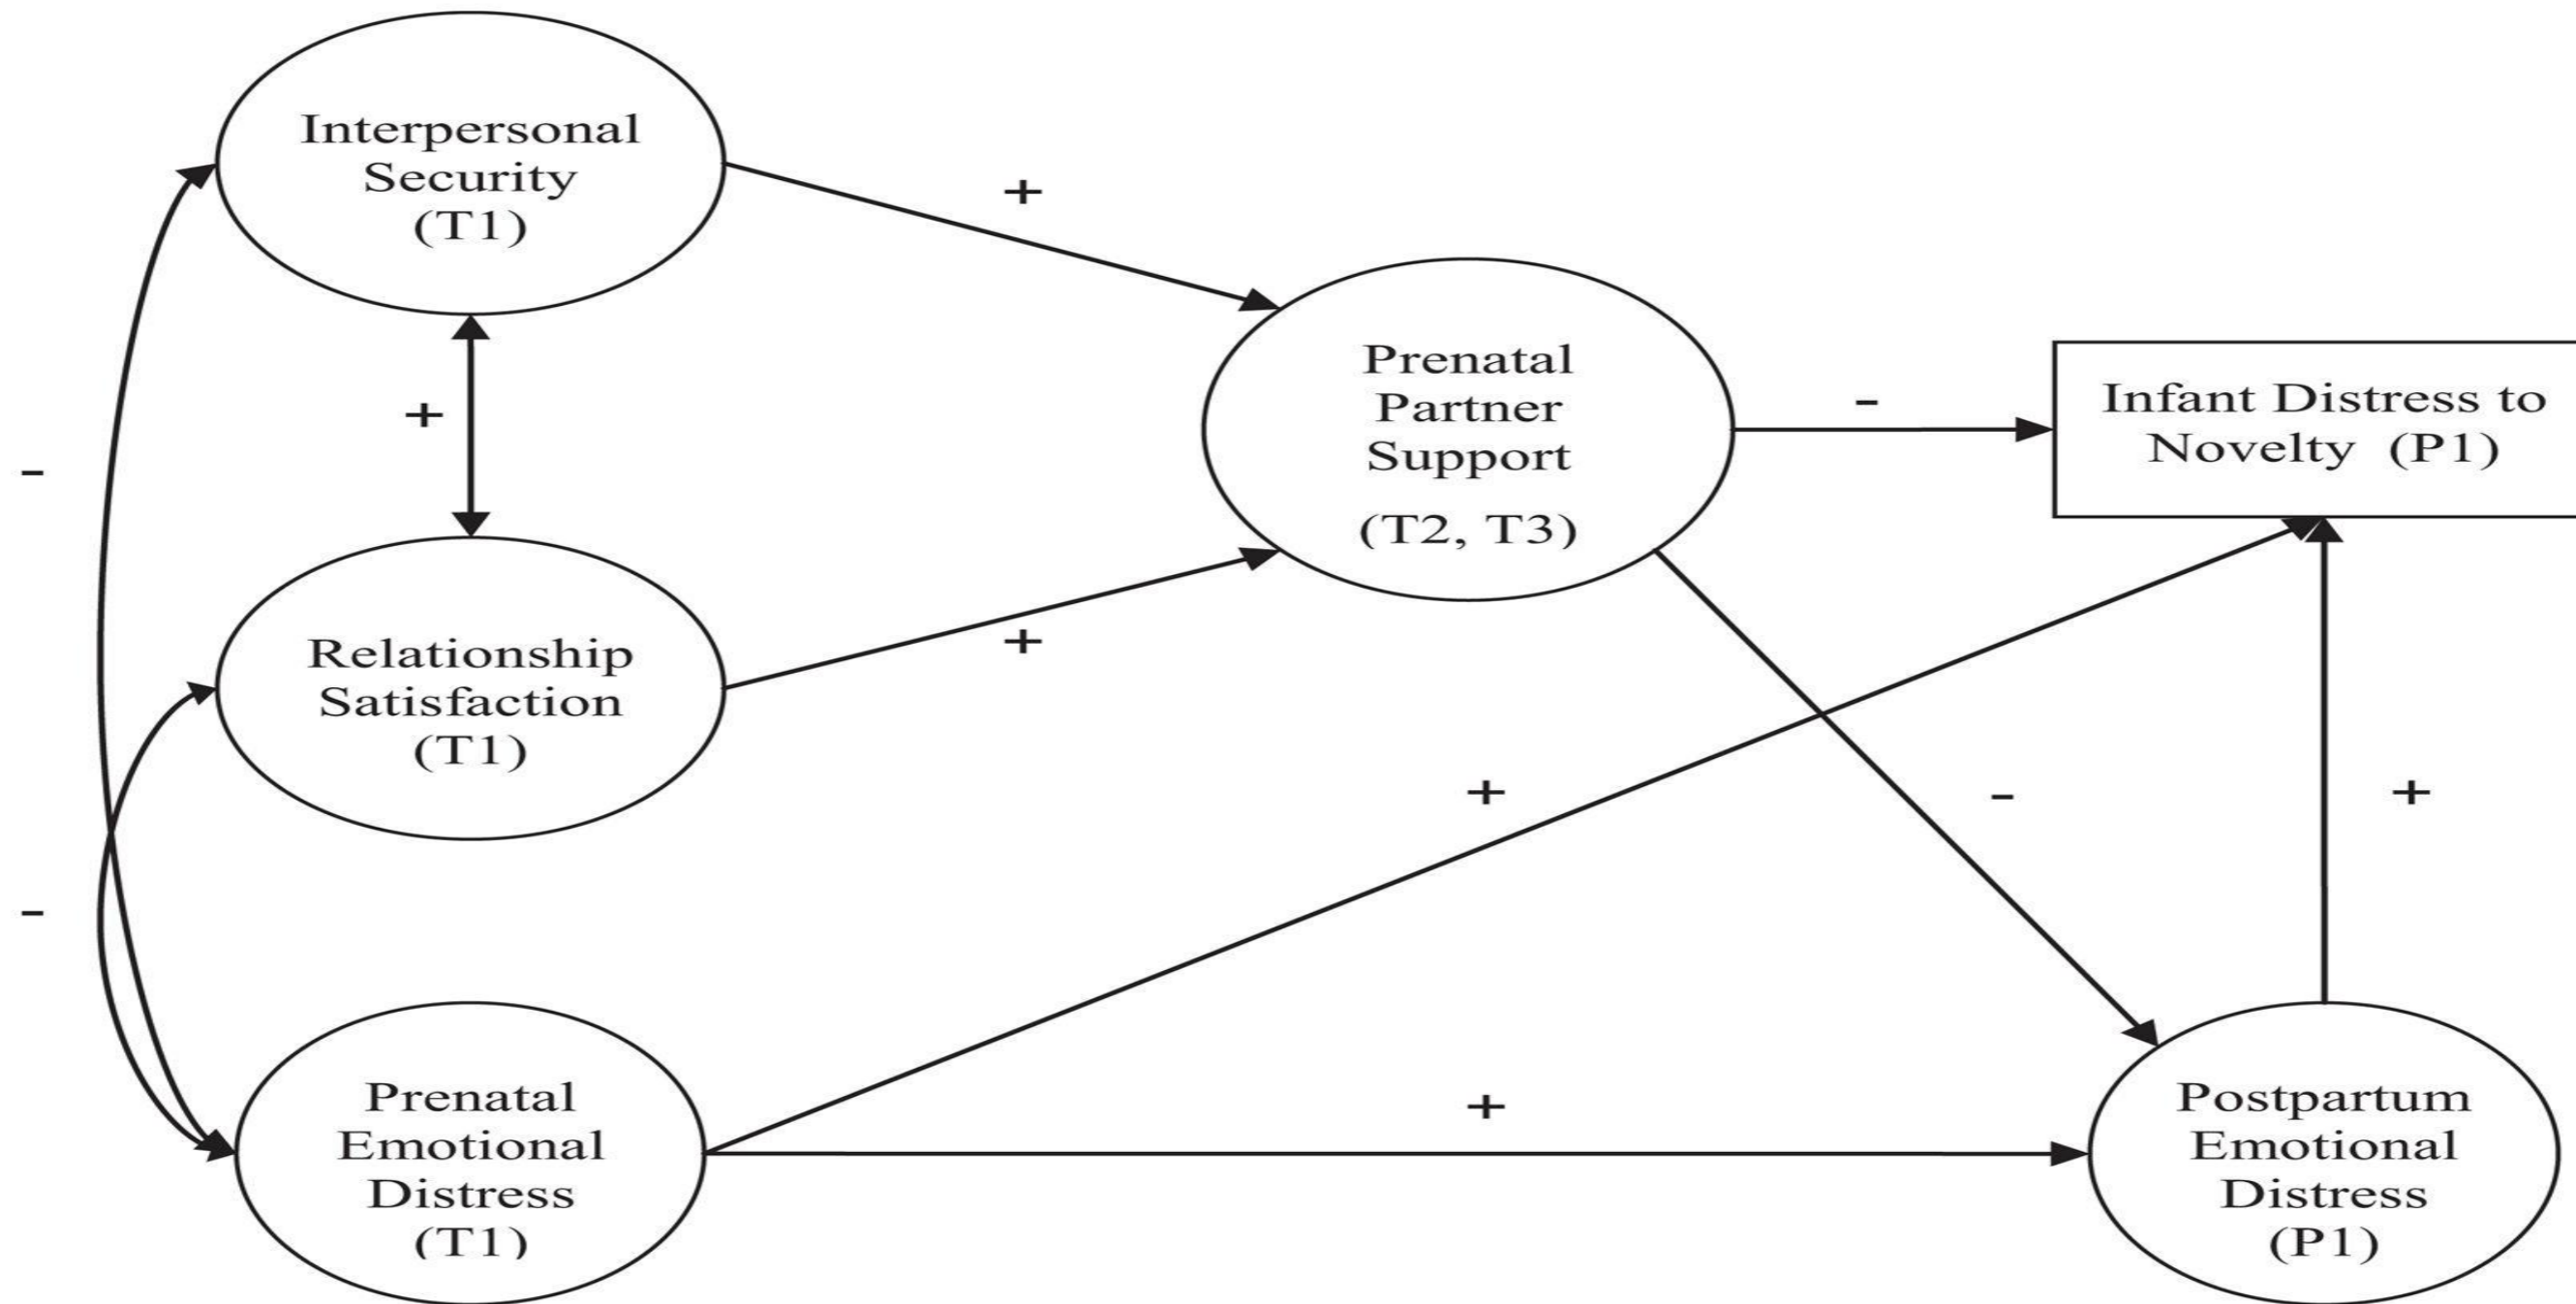 Interpersonal
Security
(T1)
+
-
+
Relationship
Satisfaction
(T1)
+
-
Prenatal
Emotional
Distress
(T1)
Prenatal
Partner
Support
(T2, T3)
-
Infant Distress to
Novelty (P1)
+
-
+
+
Postpartum
Emotional
Distress
(P1)